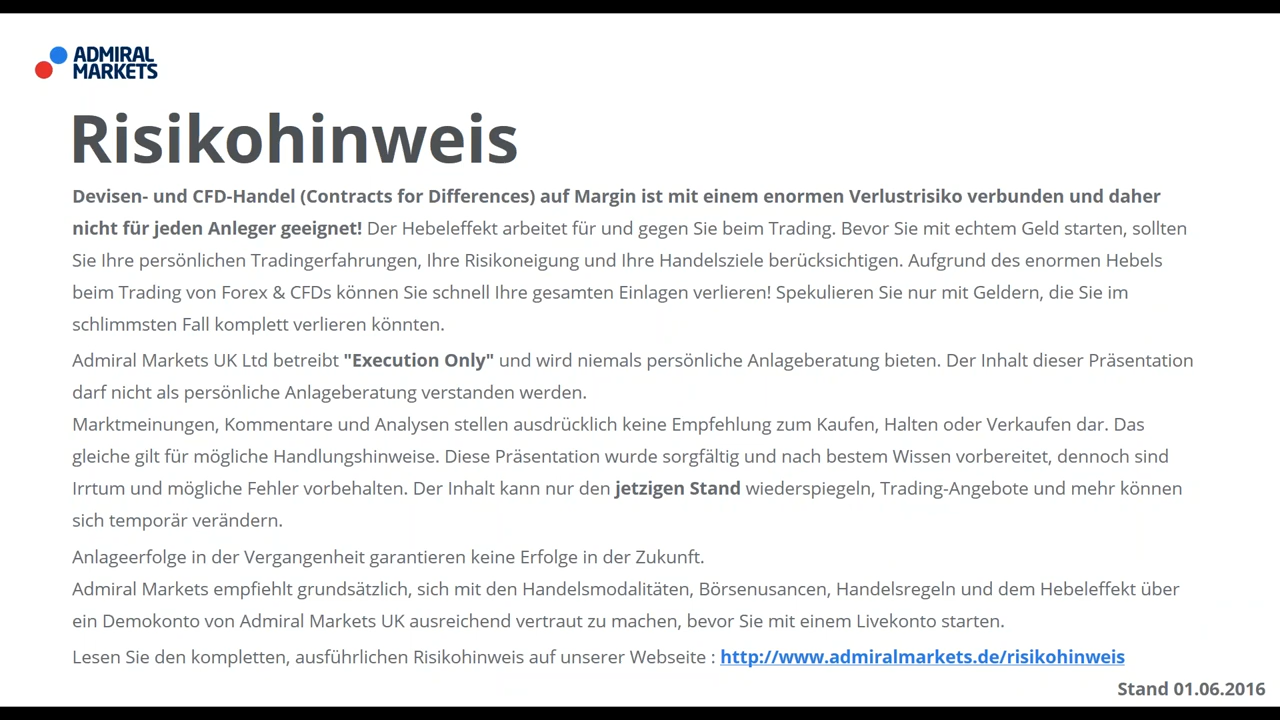 ADMIRAL
MARKETS
Risikohinweis
Devisen- und CFD-Handel (Contracts for Differences) auf Margin ist mit einem enormen Verlustrisiko verbunden und daher
nicht für jeden Anleger geeignet! Der Hebeleffekt arbeitet für und gegen Sie beim Trading. Bevor Sie mit echtem Geld starten, sollten
Sie Ihre persönlichen Tradingerfahrungen, Ihre Risikoneigung und Ihre Handelsziele berücksichtigen. Aufgrund des enormen Hebels
beim Trading von Forex & CFDs können Sie schnell Ihre gesamten Einlagen verlieren! Spekulieren Sie nur mit Geldern, die Sie im
schlimmsten Fall komplett verlieren könnten.
Admiral Markets UK Ltd betreibt "Execution Only" und wird niemals persönliche Anlageberatung bieten. Der Inhalt dieser Präsentation
darf nicht als persönliche Anlageberatung verstanden werden.
Marktmeinungen, Kommentare und Analysen stellen ausdrücklich keine Empfehlung zum Kaufen, Halten oder Verkaufen dar. Das
gleiche gilt für mögliche Handlungshinweise. Diese Präsentation wurde sorgfältig und nach bestem Wissen vorbereitet, dennoch sind
Irrtum und mögliche Fehler vorbehalten. Der Inhalt kann nur den jetzigen Stand wiederspiegeln, Trading-Angebote und mehr können
sich temporär verändern.
Anlageerfolge in der Vergangenheit garantieren keine Erfolge in der Zukunft.
Admiral Markets empfiehlt grundsätzlich, sich mit den Handelsmodalitäten, Börsenusancen, Handelsregeln und dem Hebeleffekt über
ein Demokonto von Admiral Markets UK ausreichend vertraut zu machen, bevor Sie mit einem Livekonto starten.
Lesen Sie den kompletten, ausführlichen Risikohinweis auf unserer Webseite : http://www.admiralmarkets.de/risikohinweis
Stand 01.06.2016